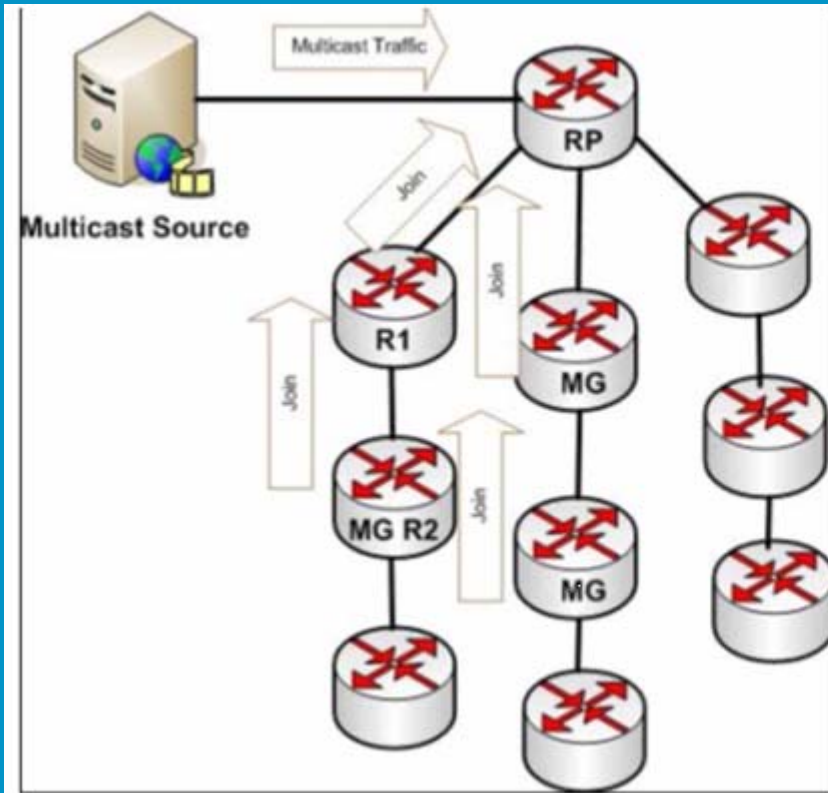 Multicast Traffic
RP
Join
Multicast Source
Join
R1
MG
Join
Join
MG R2
MG